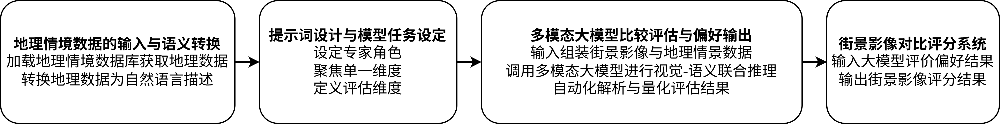 地理情境数据的输入与语义转换
加载地理情境数据库获取地理数据
转换地理数据为自然语言描述
提示词设计与模型任务设定
设定专家角色
聚焦单一维度
定义评估维度
多模态大模型比较评估与偏好输出
输入组装街景影像与地理情景数据
调用多模态大模型进行视觉-语义联合推理
自动化解析与量化评估结果
街景影像对比评分系统
输入大模型评价偏好结果
输出街景影像评分结果